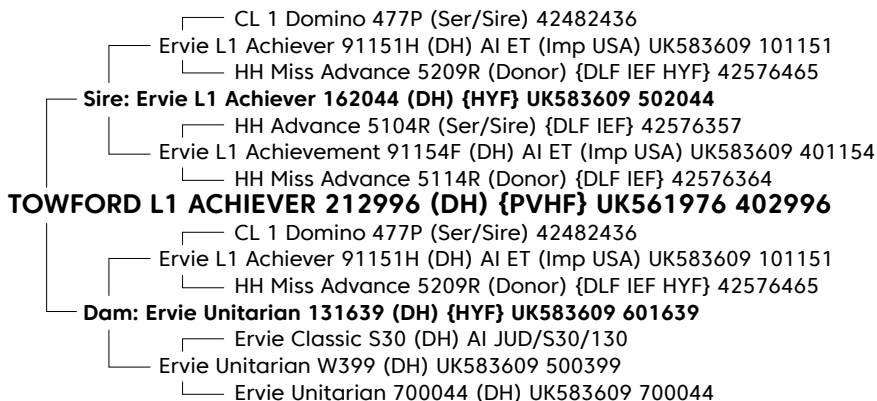 CL 1 Domino 477P (Ser/Sire) 42482436
Ervie L1 Achiever 91151H (DH) AI ET (Imp USA) UK583609 101151
HH Miss Advance 5209R (Donor) {DLF IEF HYF} 42576465
Sire: Ervie L1 Achiever 162044 (DH) {HYF} UK583609 502044
HH Advance 5104R (Ser/Sire) {DLF IEF} 42576357
Ervie L1 Achievement 91154F (DH) AI ET (Imp USA) UK583609 401154
HH Miss Advance 5114R (Donor) {DLF IEF} 42576364
TOWFORD L1 ACHIEVER 212996 (DH) {PVHF} UK561976 402996
CL 1 Domino 477P (Ser/Sire) 42482436
Ervie L1 Achiever 91151H (DH) AI ET (Imp USA) UK583609 101151
HH Miss Advance 5209R (Donor) {DLF IEF HYF} 42576465
Dam: Ervie Unitarian 131639 (DH) {HYF} UK583609 601639
Ervie Classic S30 (DH) AI JUD/S30/130
Ervie Unitarian W399 (DH) UK583609 500399
Ervie Unitarian 700044 (DH) UK583609 700044